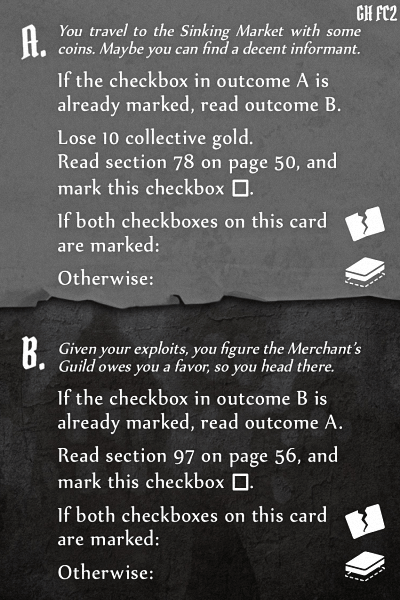 GH FC2
A. You travel to the Sinking Market with some
coins. Maybe you can find a decent informant.
If the checkbox in outcome A is
already marked, read outcome B.
Lose 10 collective gold.
Read section 78 on page 50, and
mark this checkbox □.
If both checkboxes on this card
are marked:
Otherwise:
B. Given your exploits, you figure the Merchant's
Guild owes you a favor, so you head there.
If the checkbox in outcome B is
already marked, read outcome A.
Read section 97 on page 56, and
mark this checkbox □.
If both checkboxes on this card
are marked:
Otherwise: